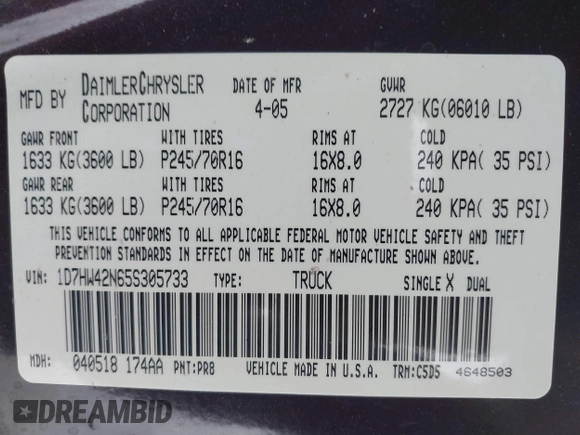 MFD BY DAIMLERCHRYSLER CORPORATION DATE OF MFR 4-05 GVWR 2727 KG(06010 LB)
GAWR FRONT WITH TIRES RIMS AT COLD
1633 KG(3600 LB) P245/70R16 16X8.0 240 KPA( 35 PSI)
GAWR REAR WITH TIRES RIMS AT COLD
1633 KG(3600 LB) P245/70R16 16X8.0 240 KPA( 35 PSI)
THIS VEHICLE CONFORMS TO ALL APPLICABLE FEDERAL MOTOR VEHICLE SAFETY AND THEFT
PREVENTION STANDARDS IN EFFECT ON THE DATE OF MANUFACTURE SHOWN ABOVE.
VIN: 1D7HW42N65S305733 TYPE: TRUCK SINGLE X DUAL
MDH: 040518 174AA PNT:PR8 VEHICLE MADE IN U.S.A. TRM:C5D5 4648503
DREAMBID